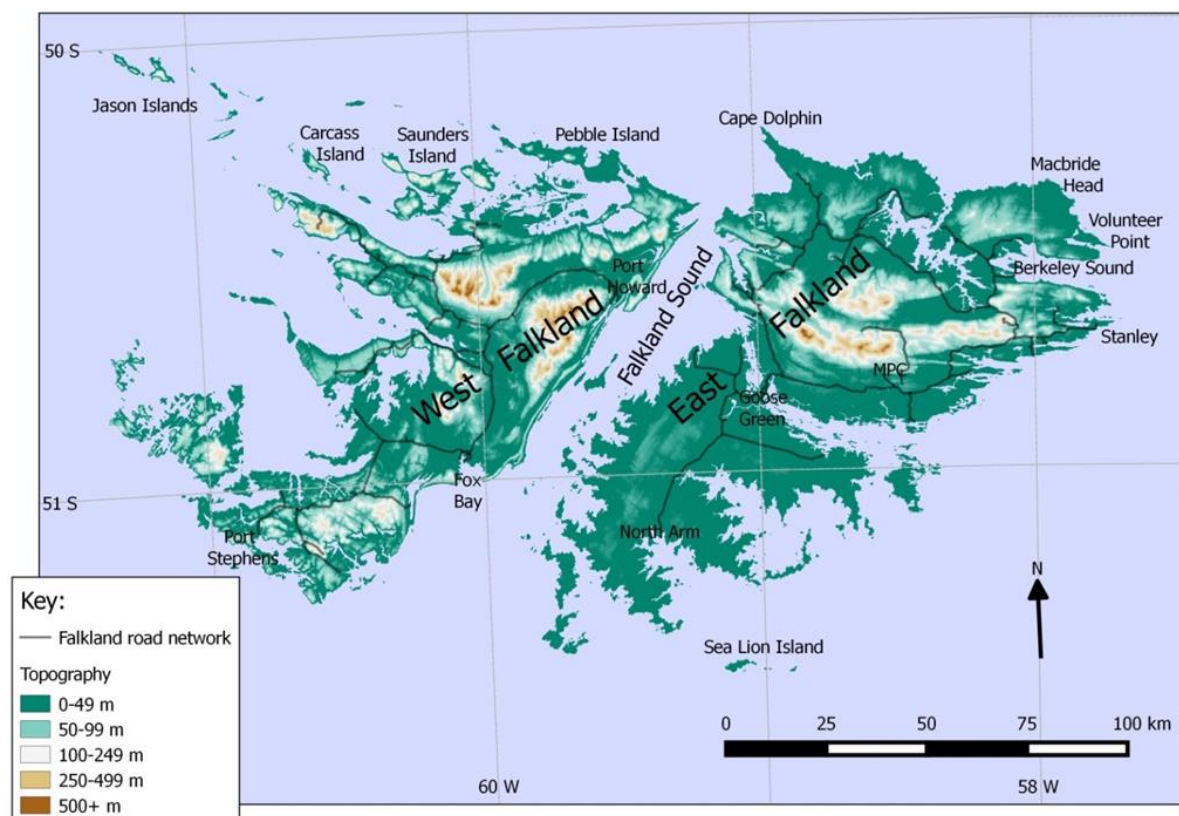 50 S
Jason Islands
Carcass
Island
Saunders
Island
Pebble Island
Cape Dolphin
Macbride
Head
Volunteer
Point
Berkeley Sound
Port
Howard
Falkland Sound
West Falkland
East Falkland
Stanley
MPC
Goose
Green
51 S
Fox
Bay
Port
Stephens
North Arm
Sea Lion Island
N
Key:
Falkland road network
Topography
0-49 m
50-99 m
100-249 m
250-499 m
500+ m
0 25 50 75 100 km
60 W
58 W